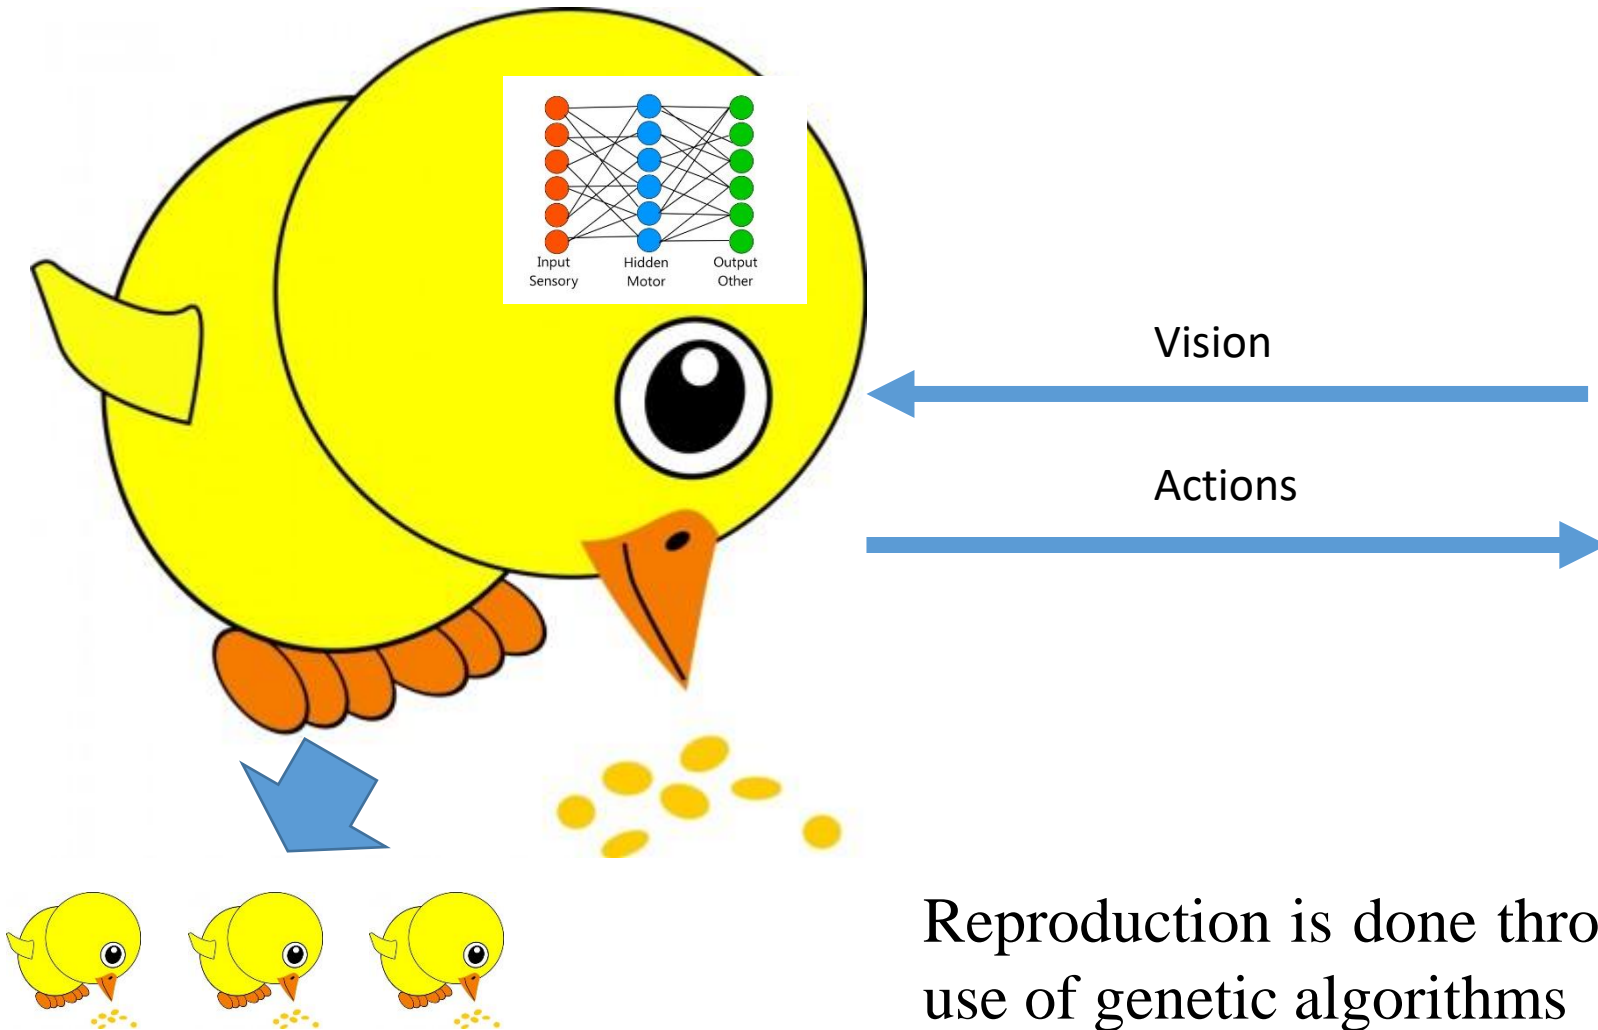 Input Hidden Output
Sensory Motor Other
Vision
Actions
Reproduction is done thro
use of genetic algorithms